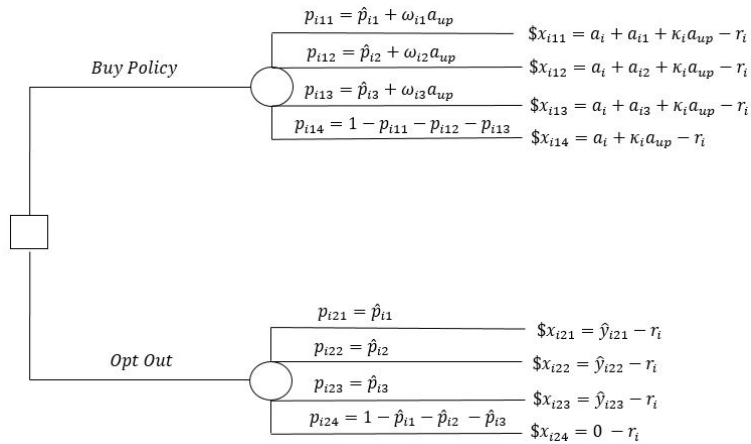 p_{i11} = p̂_{i1} + ω_{i1}a_{up}
$x_{i11} = a_i + a_{i1} + κ_i a_{up} − r_i
p_{i12} = p̂_{i2} + ω_{i2}a_{up}
$x_{i12} = a_i + a_{i2} + κ_i a_{up} − r_i
Buy Policy
p_{i13} = p̂_{i3} + ω_{i3}a_{up}
$x_{i13} = a_i + a_{i3} + κ_i a_{up} − r_i
p_{i14} = 1 − p_{i11} − p_{i12} − p_{i13}
$x_{i14} = a_i + κ_i a_{up} − r_i
p_{i21} = p̂_{i1}
$x_{i21} = ŷ_{i21} − r_i
p_{i22} = p̂_{i2}
$x_{i22} = ŷ_{i22} − r_i
Opt Out
p_{i23} = p̂_{i3}
$x_{i23} = ŷ_{i23} − r_i
p_{i24} = 1 − p̂_{i1} − p̂_{i2} − p̂_{i3}
$x_{i24} = 0 − r_i